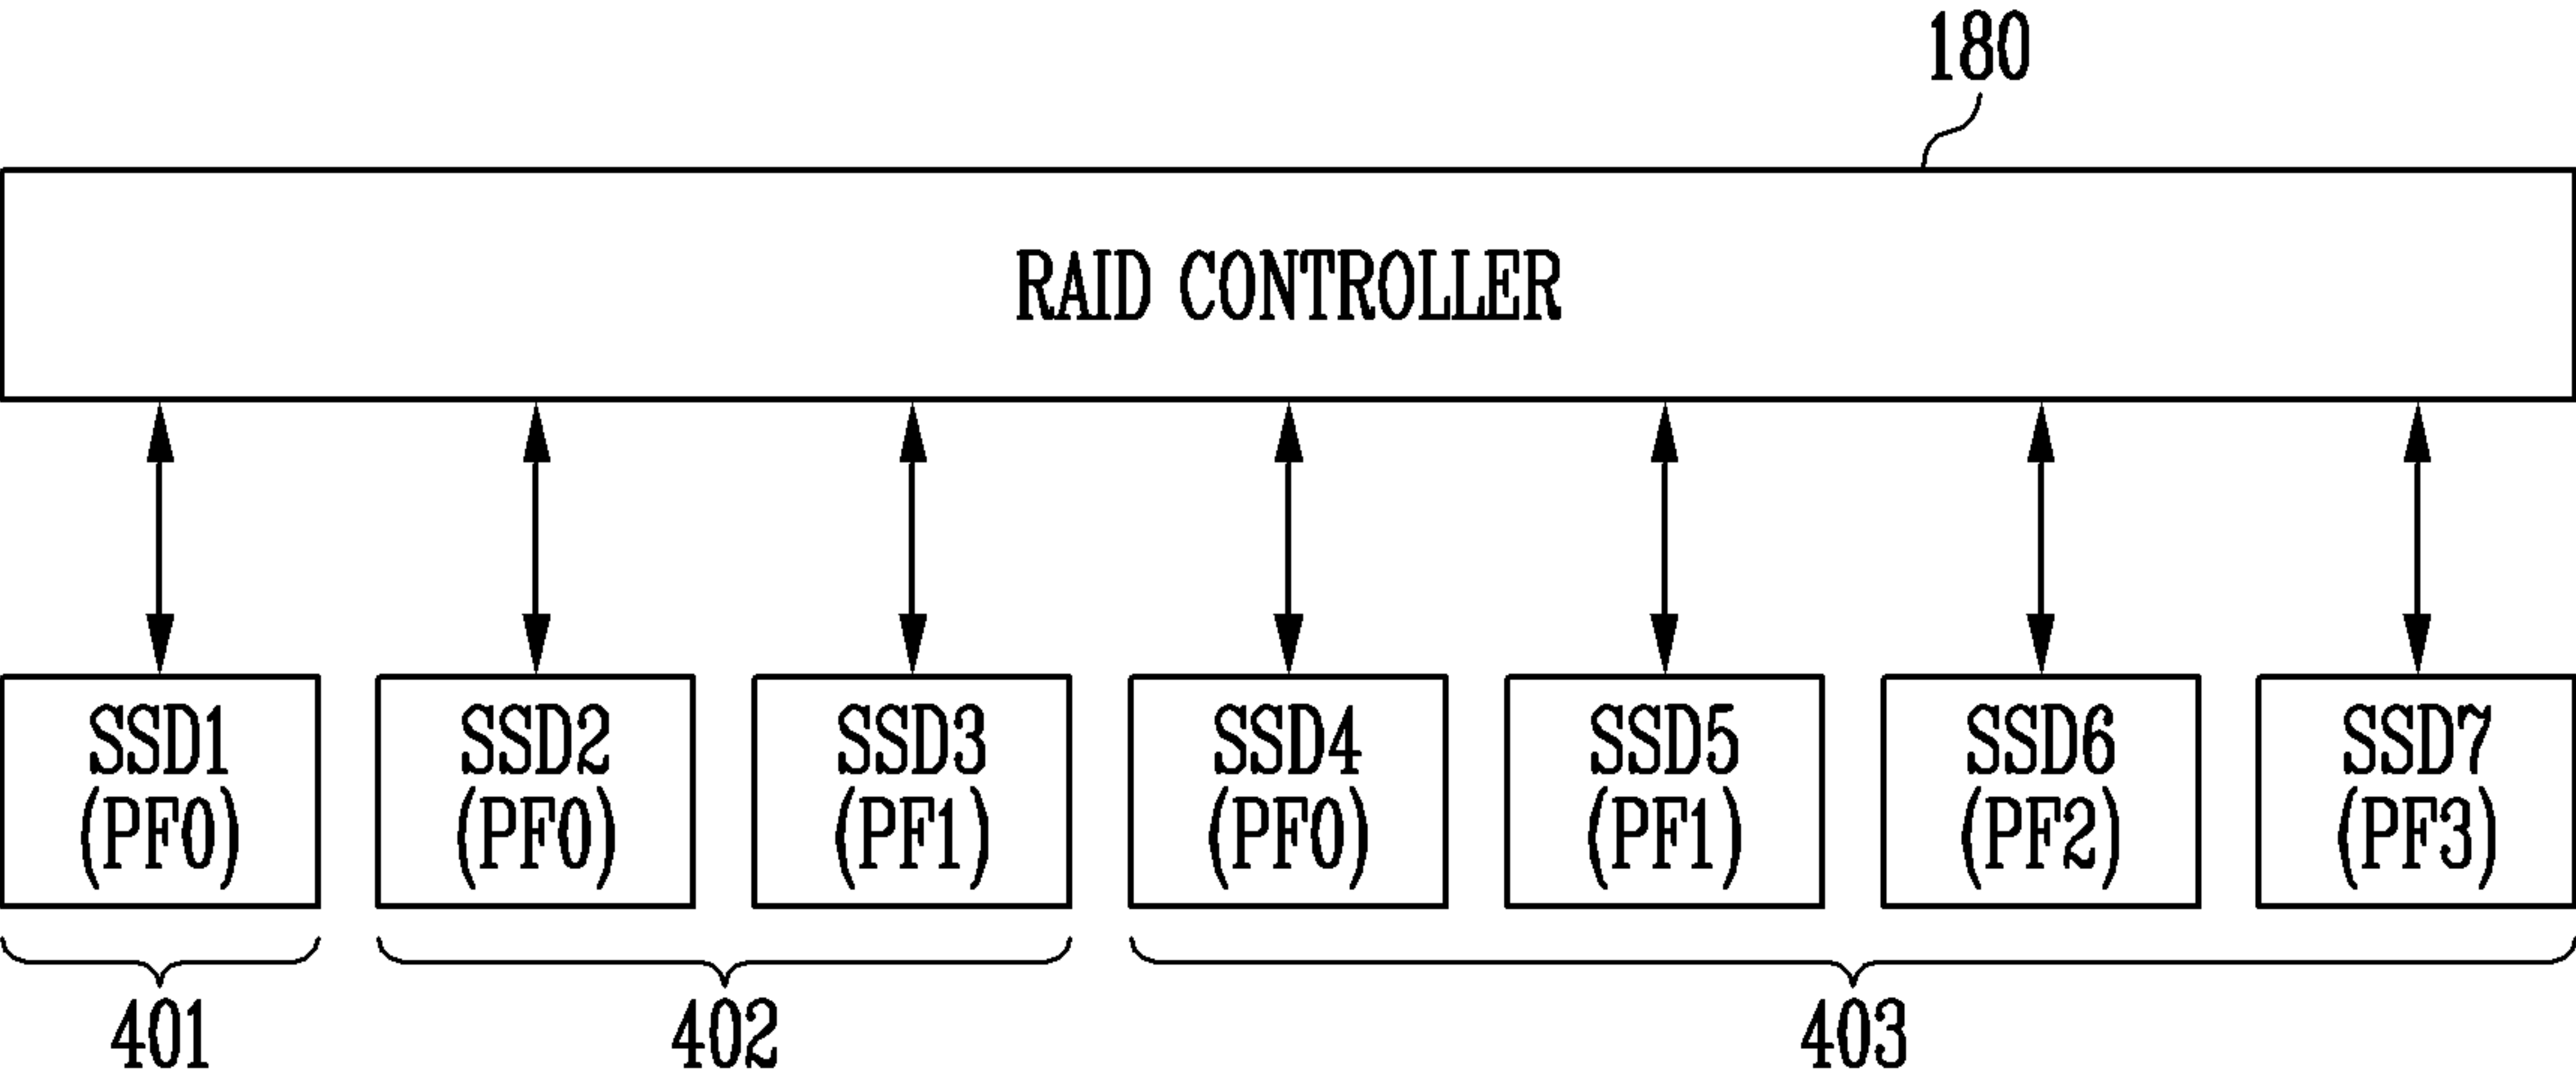 180
RAID CONTROLLER
SSD1
(PF0)
SSD2
(PF0)
SSD3
(PF1)
SSD4
(PF0)
SSD5
(PF1)
SSD6
(PF2)
SSD7
(PF3)
401
402
403